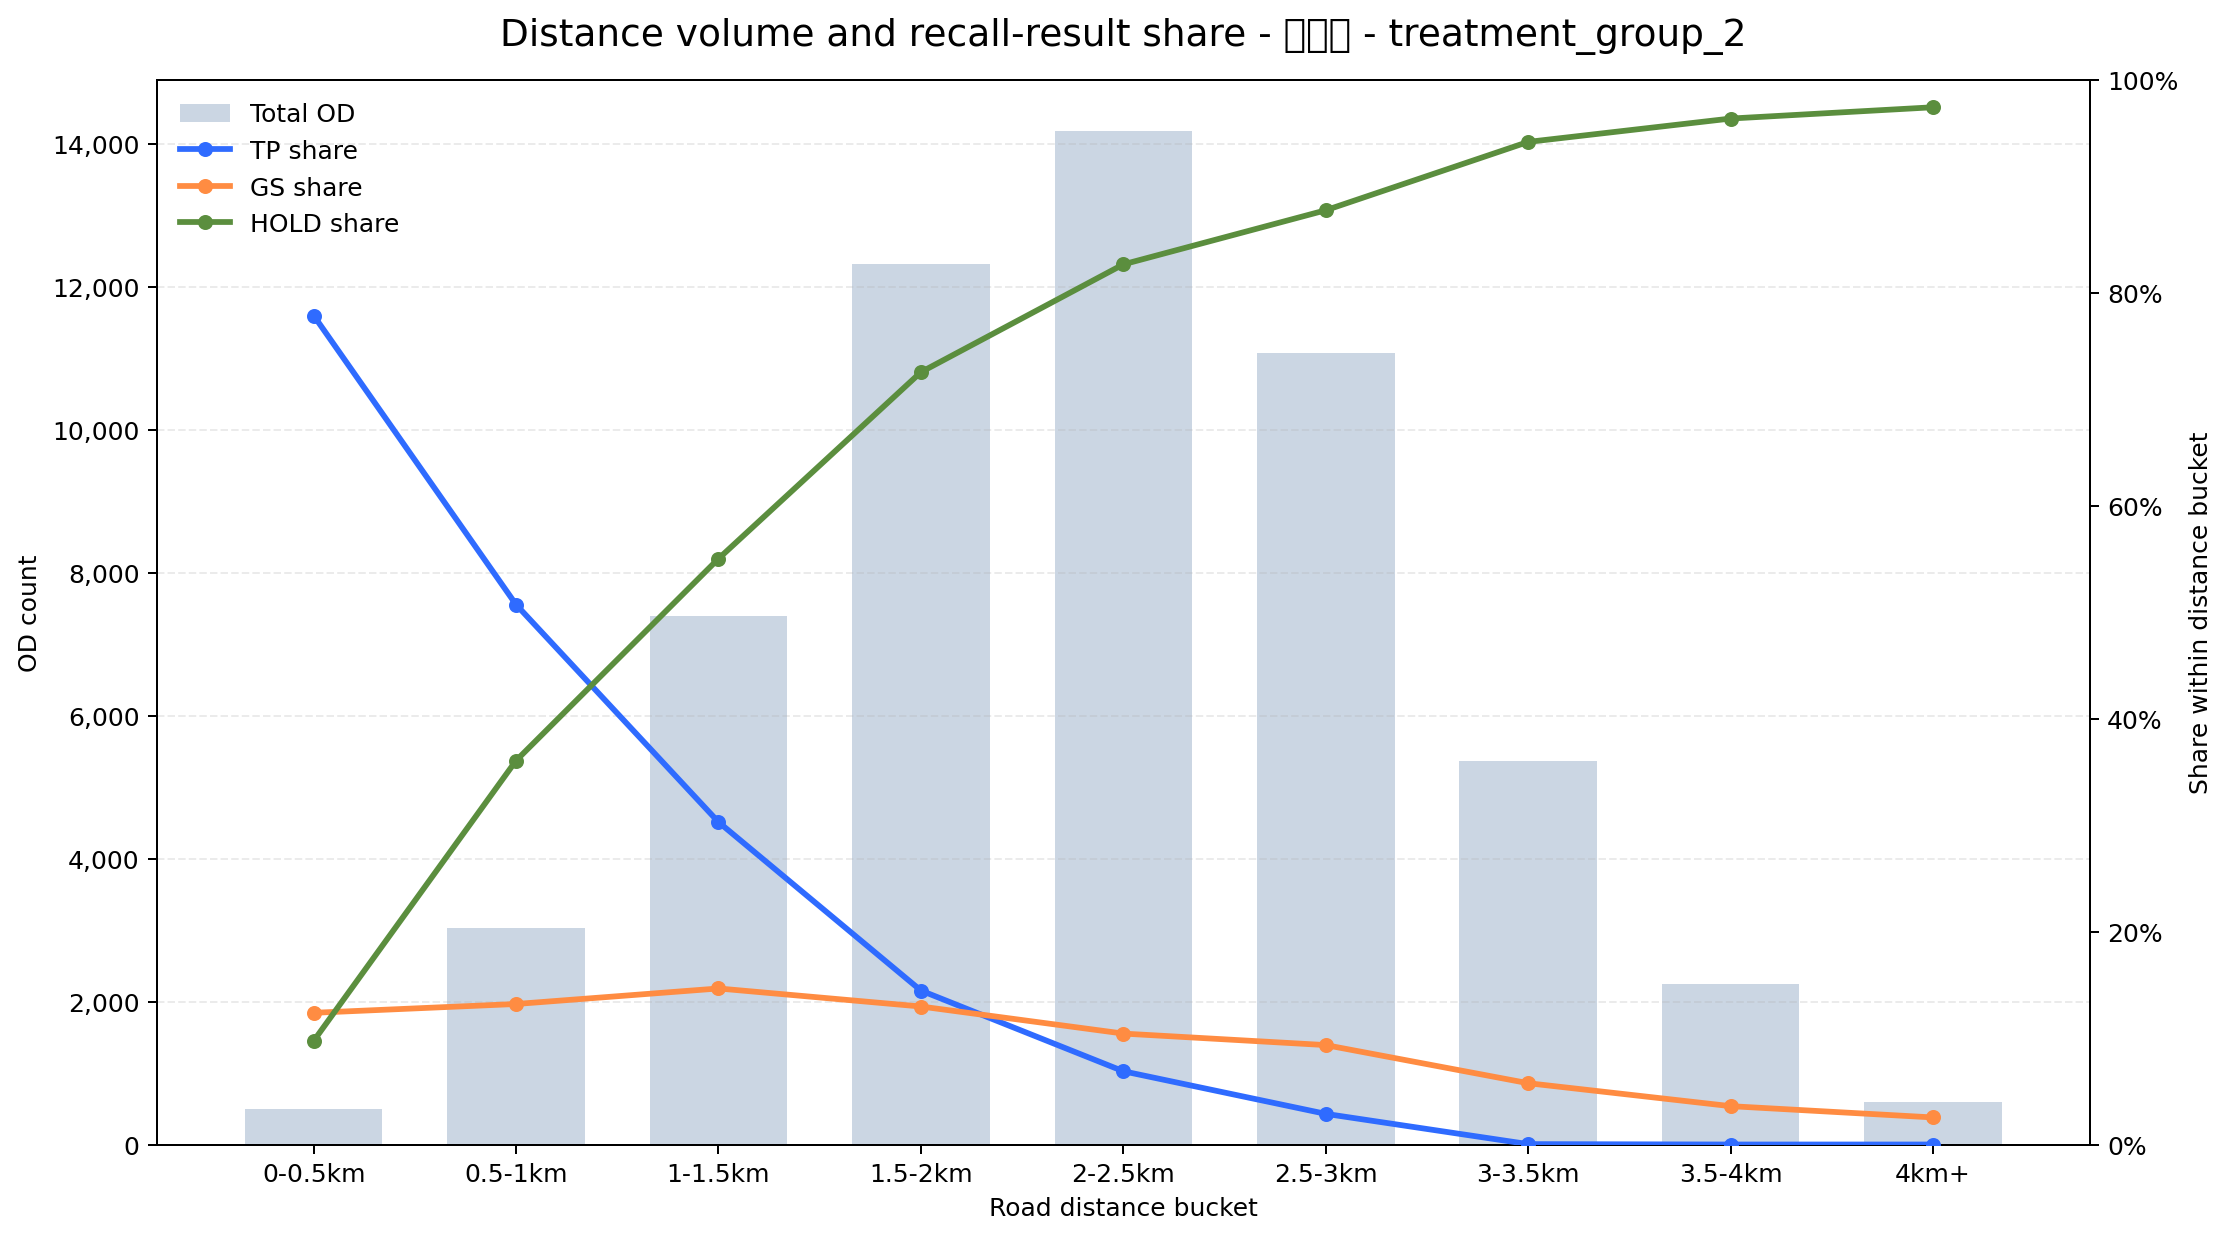 Distance volume and recall-result share - - treatment_group_2
Total OD
TP share
GS share
HOLD share
14,000
12,000
10,000
8,000
6,000
4,000
2,000
0
OD count
100%
80%
60%
40%
20%
0%
Share within distance bucket
0-0.5km
0.5-1km
1-1.5km
1.5-2km
2-2.5km
2.5-3km
3-3.5km
3.5-4km
4km+
Road distance bucket